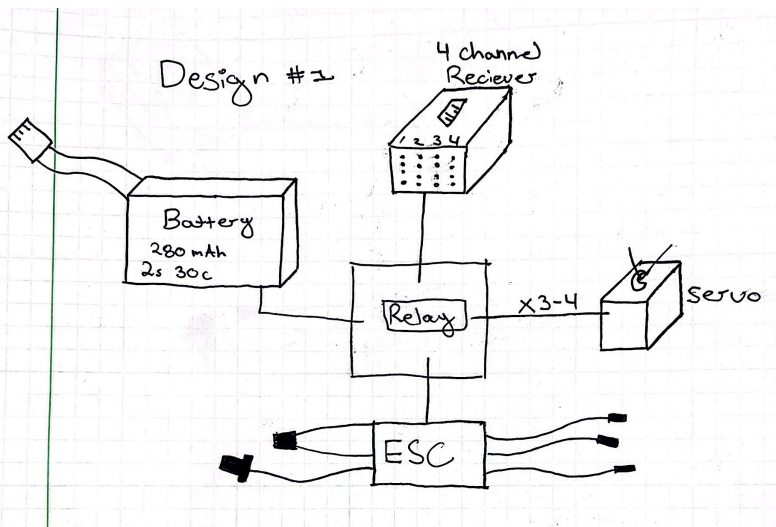 Design #1
4 channel
Reciever
1 2 3 4
Battery
280 mAh
2s 30c
Relay
x3-4
servo
ESC